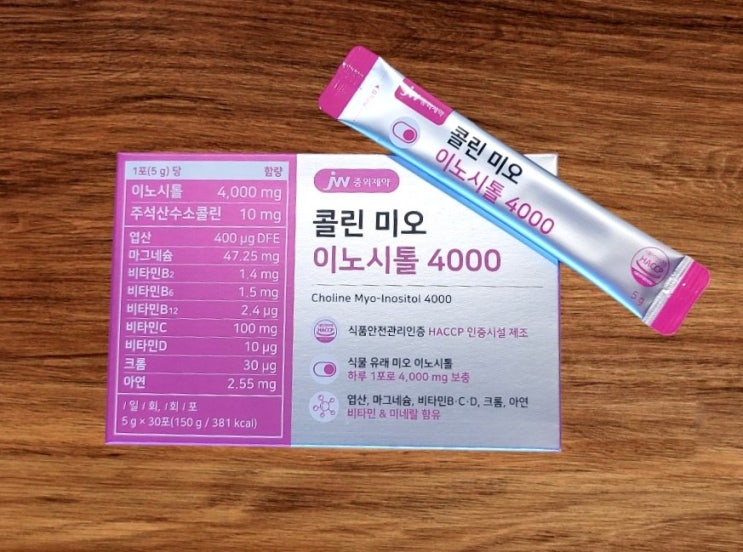 1포(5 g) 당 함량
이노시톨 4,000 mg
주석산수소콜린 10 mg
엽산 400 µg DFE
마그네슘 47.25 mg
비타민B2 1.4 mg
비타민B6 1.5 mg
비타민B12 2.4 µg
비타민C 100 mg
비타민D 10 µg
크롬 30 µg
아연 2.55 mg
1일 1회, 1회 1포
5 g × 30포(150 g / 381 kcal)
jw 중외제약
콜린 미오
이노시톨 4000
Choline Myo-Inositol 4000
HACCP
식품안전관리인증 HACCP 인증시설 제조
식물 유래 미오 이노시톨
하루 1포로 4,000 mg 보충
엽산, 마그네슘, 비타민B·C·D, 크롬, 아연
비타민 & 미네랄 함유
jw 중외제약
콜린 미오
이노시톨 4000
HACCP
5 g